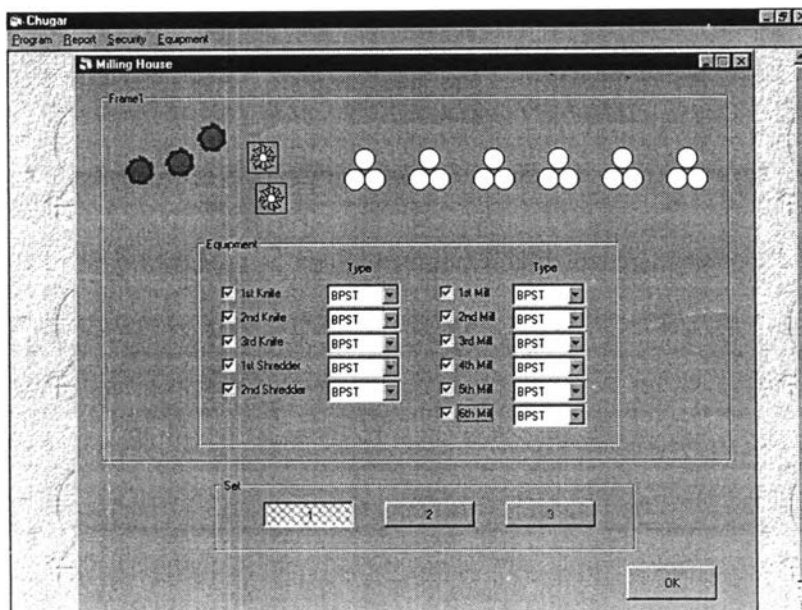 Chugar
Program Report Security Equipment
Milling House
Frame1
Equipment
Type Type
1st Knife BPST 1st Mill BPST
2nd Knife BPST 2nd Mill BPST
3rd Knife BPST 3rd Mill BPST
1st Shredder BPST 4th Mill BPST
2nd Shredder BPST 5th Mill BPST
6th Mill BPST
Set
1 2 3
OK